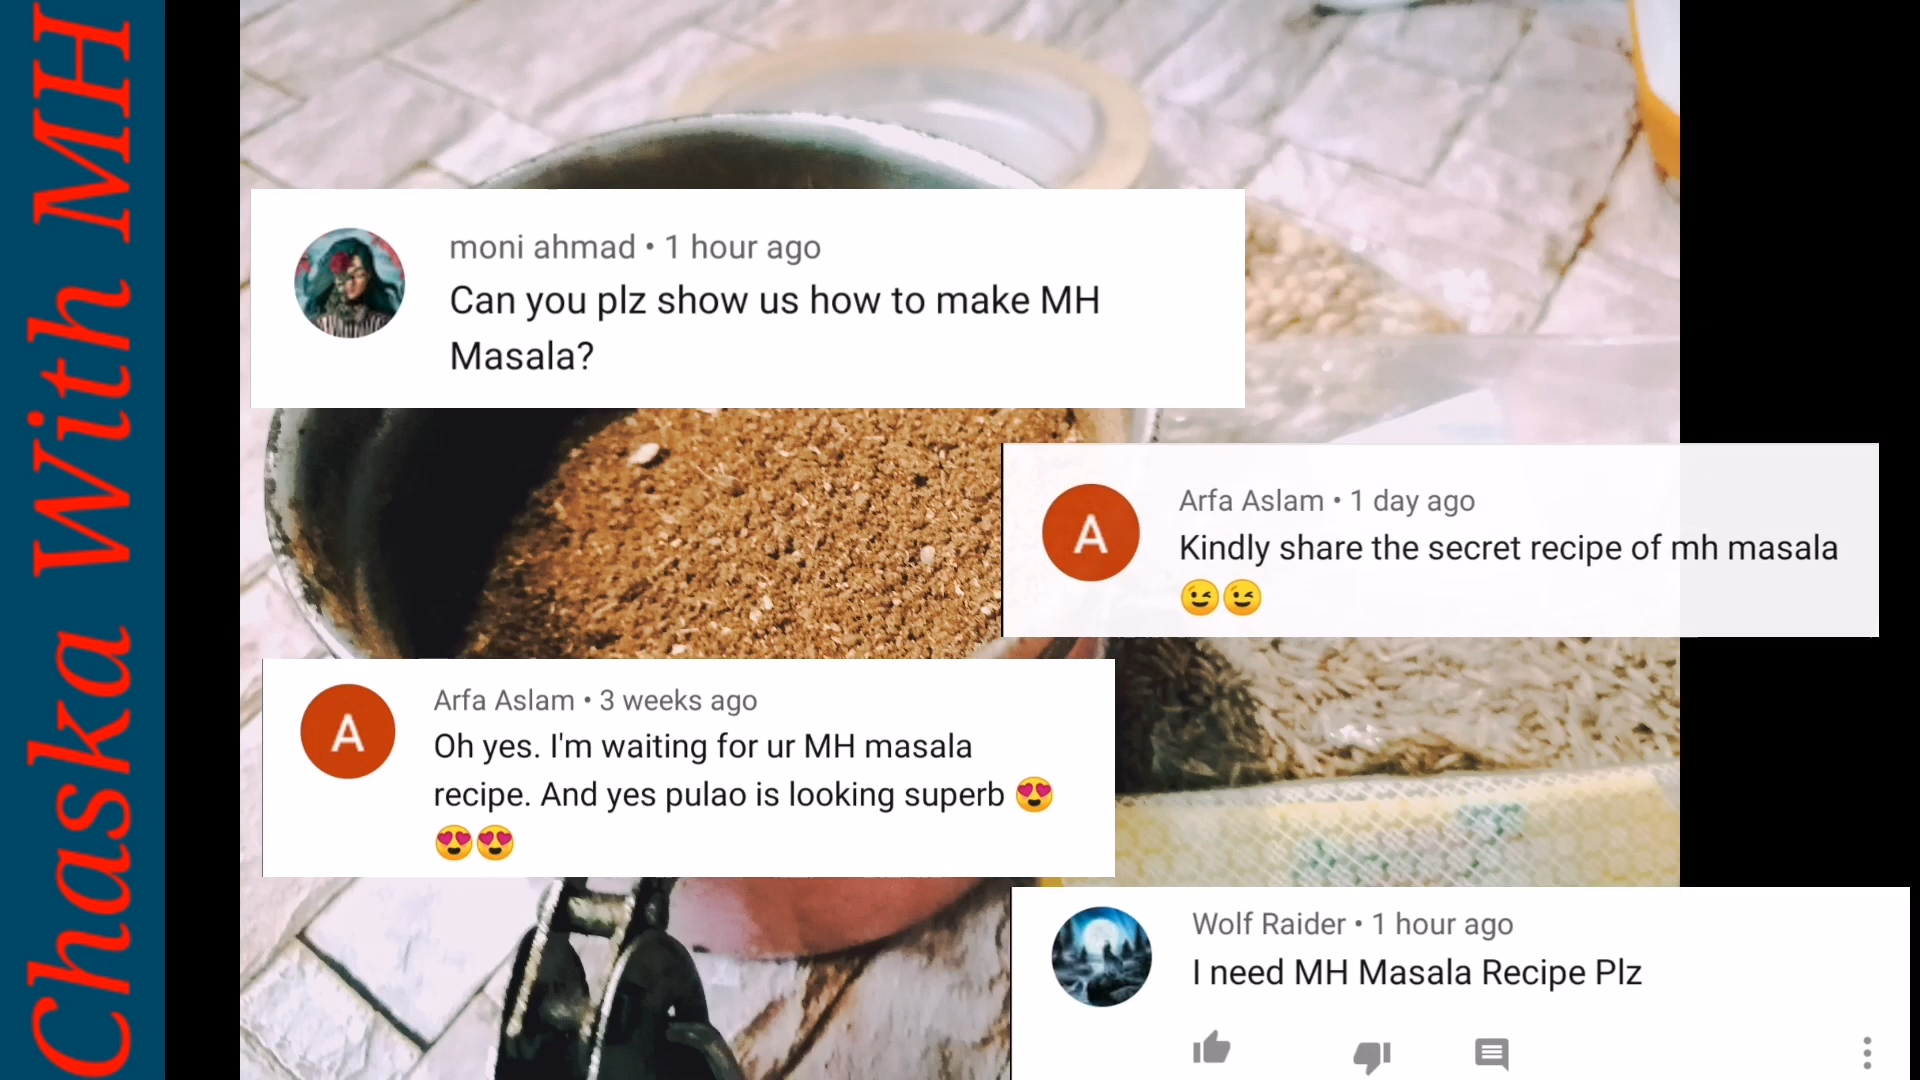 Chaska With MH
moni ahmad • 1 hour ago
Can you plz show us how to make MH
Masala?
A
Arfa Aslam • 1 day ago
Kindly share the secret recipe of mh masala
😉😉
A
Arfa Aslam • 3 weeks ago
Oh yes. I'm waiting for ur MH masala
recipe. And yes pulao is looking superb 😍
😍😍
Wolf Raider • 1 hour ago
I need MH Masala Recipe Plz